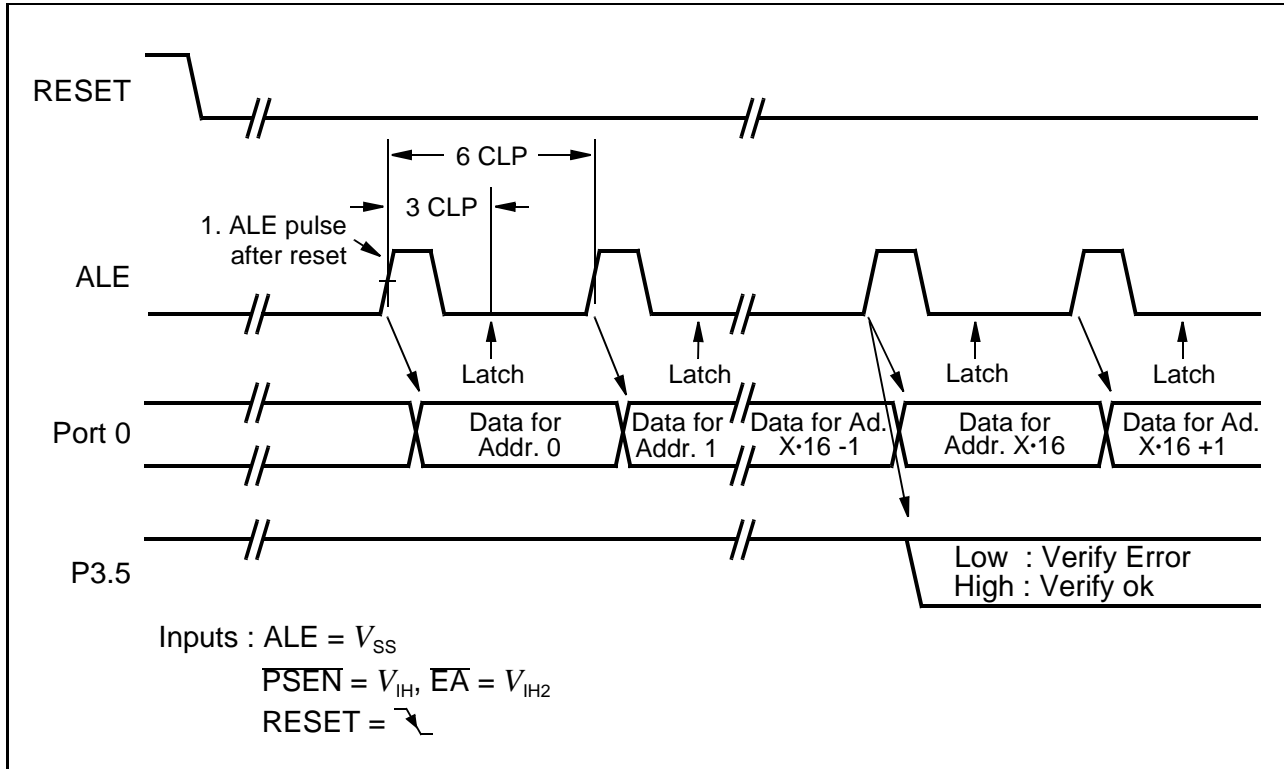 RESET
6 CLP
3 CLP
1. ALE pulse
after reset
ALE
Latch
Latch
Latch
Latch
Port 0
Data for
Addr. 0
Data for
Addr. 1
Data for Ad.
X·16 -1
Data for
Addr. X·16
Data for Ad.
X·16 +1
P3.5
Low : Verify Error
High : Verify ok
Inputs : ALE = VSS
PSEN = VIH, EA = VIH2
RESET =